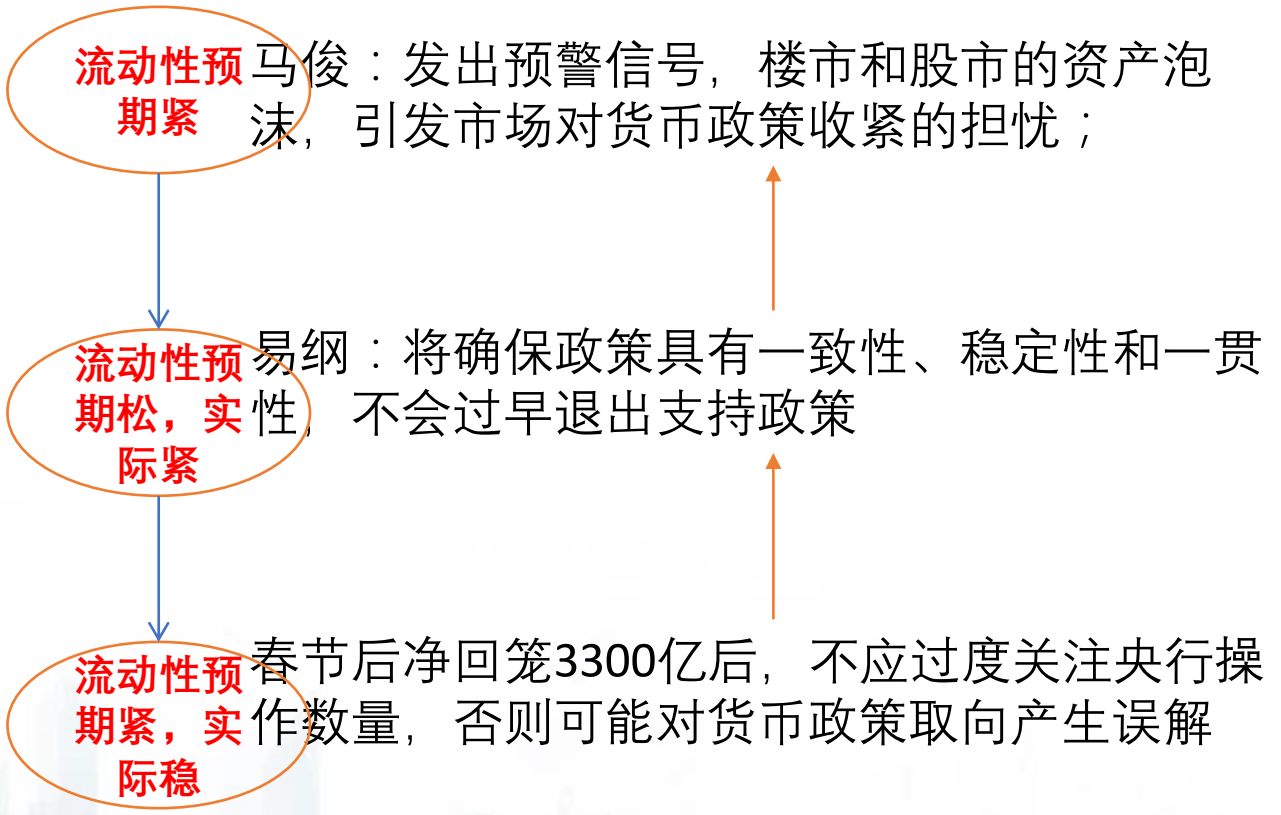 流动性预
期紧
马俊：发出预警信号，楼市和股市的资产泡
沫，引发市场对货币政策收紧的担忧；
流动性预
期松，实
际紧
易纲：将确保政策具有一致性、稳定性和一贯
性，不会过早退出支持政策
流动性预
期紧，实
际稳
春节后净回笼3300亿后，不应过度关注央行操
作数量，否则可能对货币政策取向产生误解